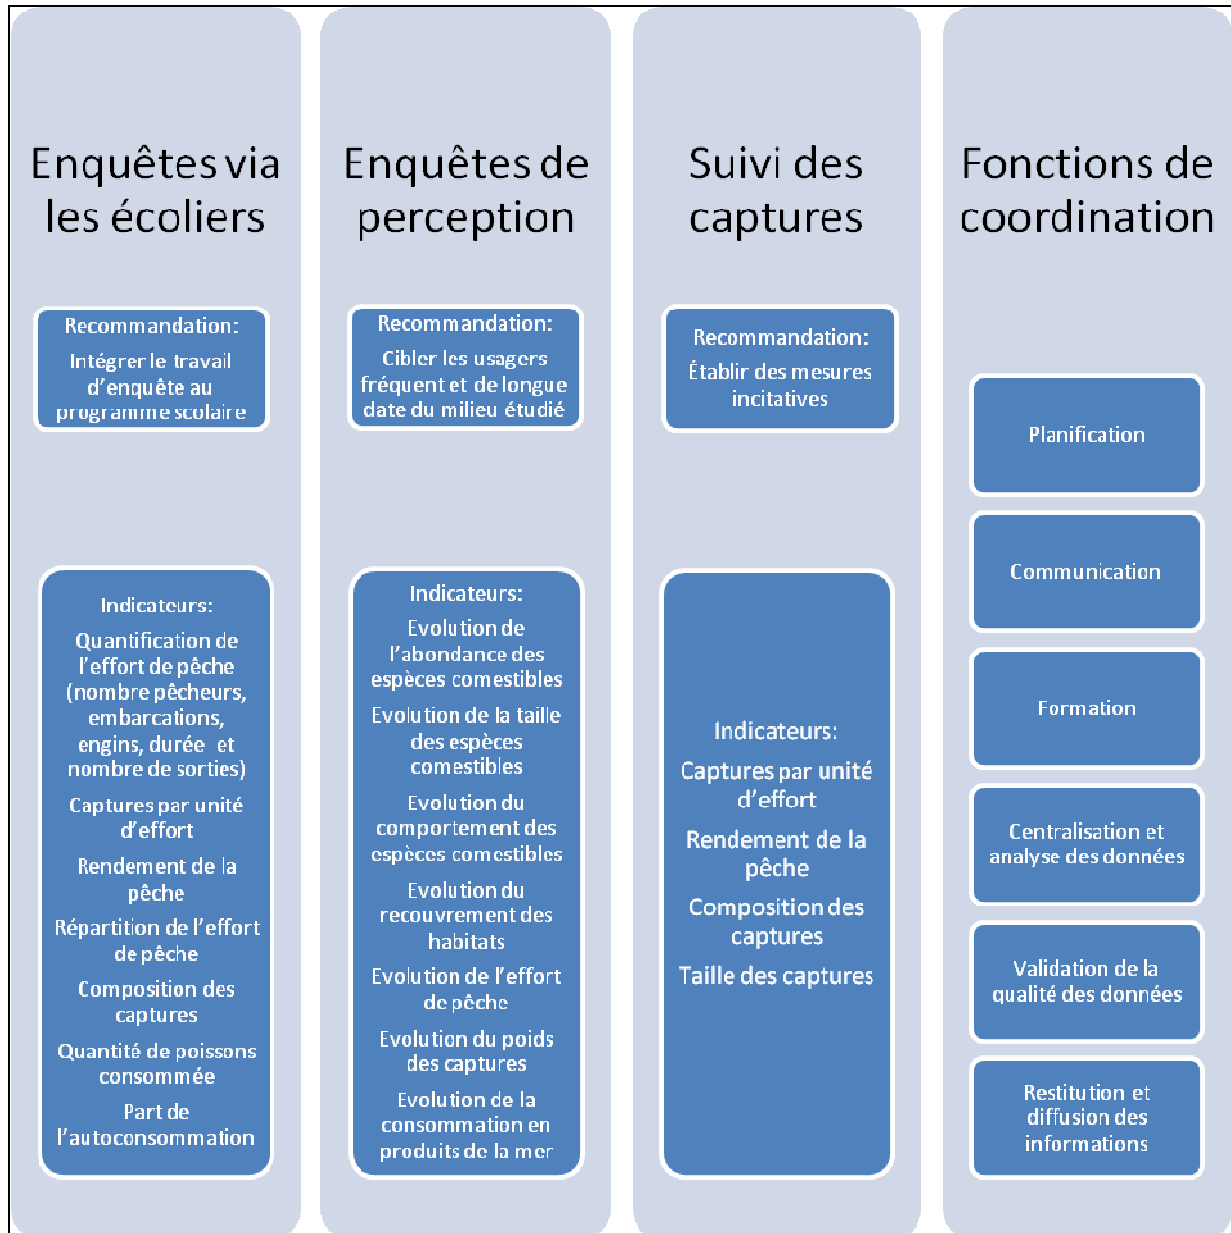 Enquêtes via
les écoliers
Recommandation:
Intégrer le travail
d'enquête au
programme scolaire
Indicateurs:
Quantification de
l'effort de pêche
(nombre pêcheurs,
embarcations,
engins, durée et
nombre de sorties)
Captures par unité
d'effort
Rendement de la
pêche
Répartition de l'effort
de pêche
Composition des
captures
Quantité de poissons
consommée
Part de
l'autoconsommation
Enquêtes de
perception
Recommandation:
Cibler les usagers
fréquent et de longue
date du milieu étudié
Indicateurs:
Evolution de
l'abondance des
espèces comestibles
Evolution de la taille
des espèces
comestibles
Evolution du
comportement des
espèces comestibles
Evolution du
recouvrement des
habitats
Evolution de l'effort
de pêche
Evolution du poids
des captures
Evolution de la
consommation en
produits de la mer
Suivi des
captures
Recommandation:
Établir des mesures
incitatives
Indicateurs:
Captures par unité
d'effort
Rendement de la
pêche
Composition des
captures
Taille des captures
Fonctions de
coordination
Planification
Communication
Formation
Centralisation et
analyse des données
Validation de la
qualité des données
Restitution et
diffusion des
informations